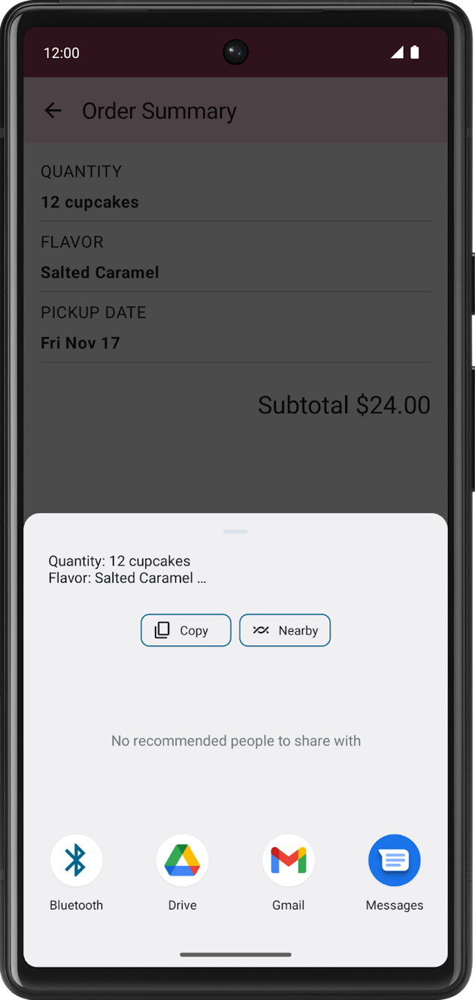 12:00
Order Summary
QUANTITY
12 cupcakes
FLAVOR
Salted Caramel
PICKUP DATE
Fri Nov 17
Subtotal $24.00
Quantity: 12 cupcakes
Flavor: Salted Caramel ...
Copy
Nearby
No recommended people to share with
Bluetooth
Drive
Gmail
Messages